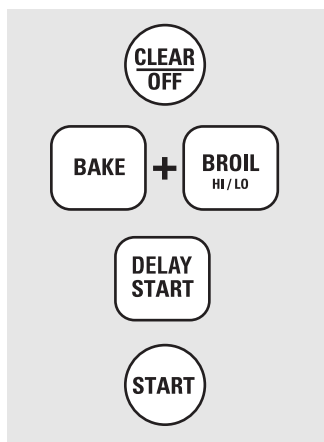 CLEAR
OFF
BAKE + BROIL
HI / LO
DELAY
START
START